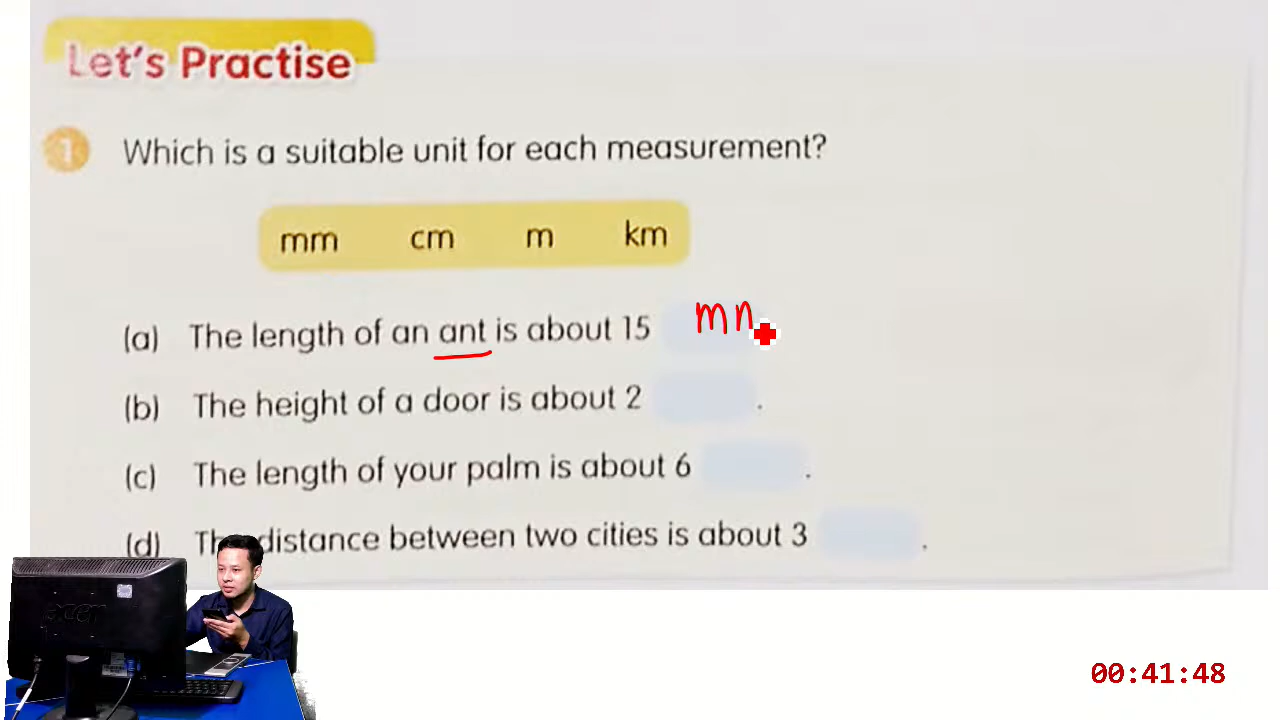 Let's Practise
1 Which is a suitable unit for each measurement?
mm cm m km
(a) The length of an ant is about 15 mn
(b) The height of a door is about 2 .
(c) The length of your palm is about 6 .
(d) The distance between two cities is about 3 .
00:41:48